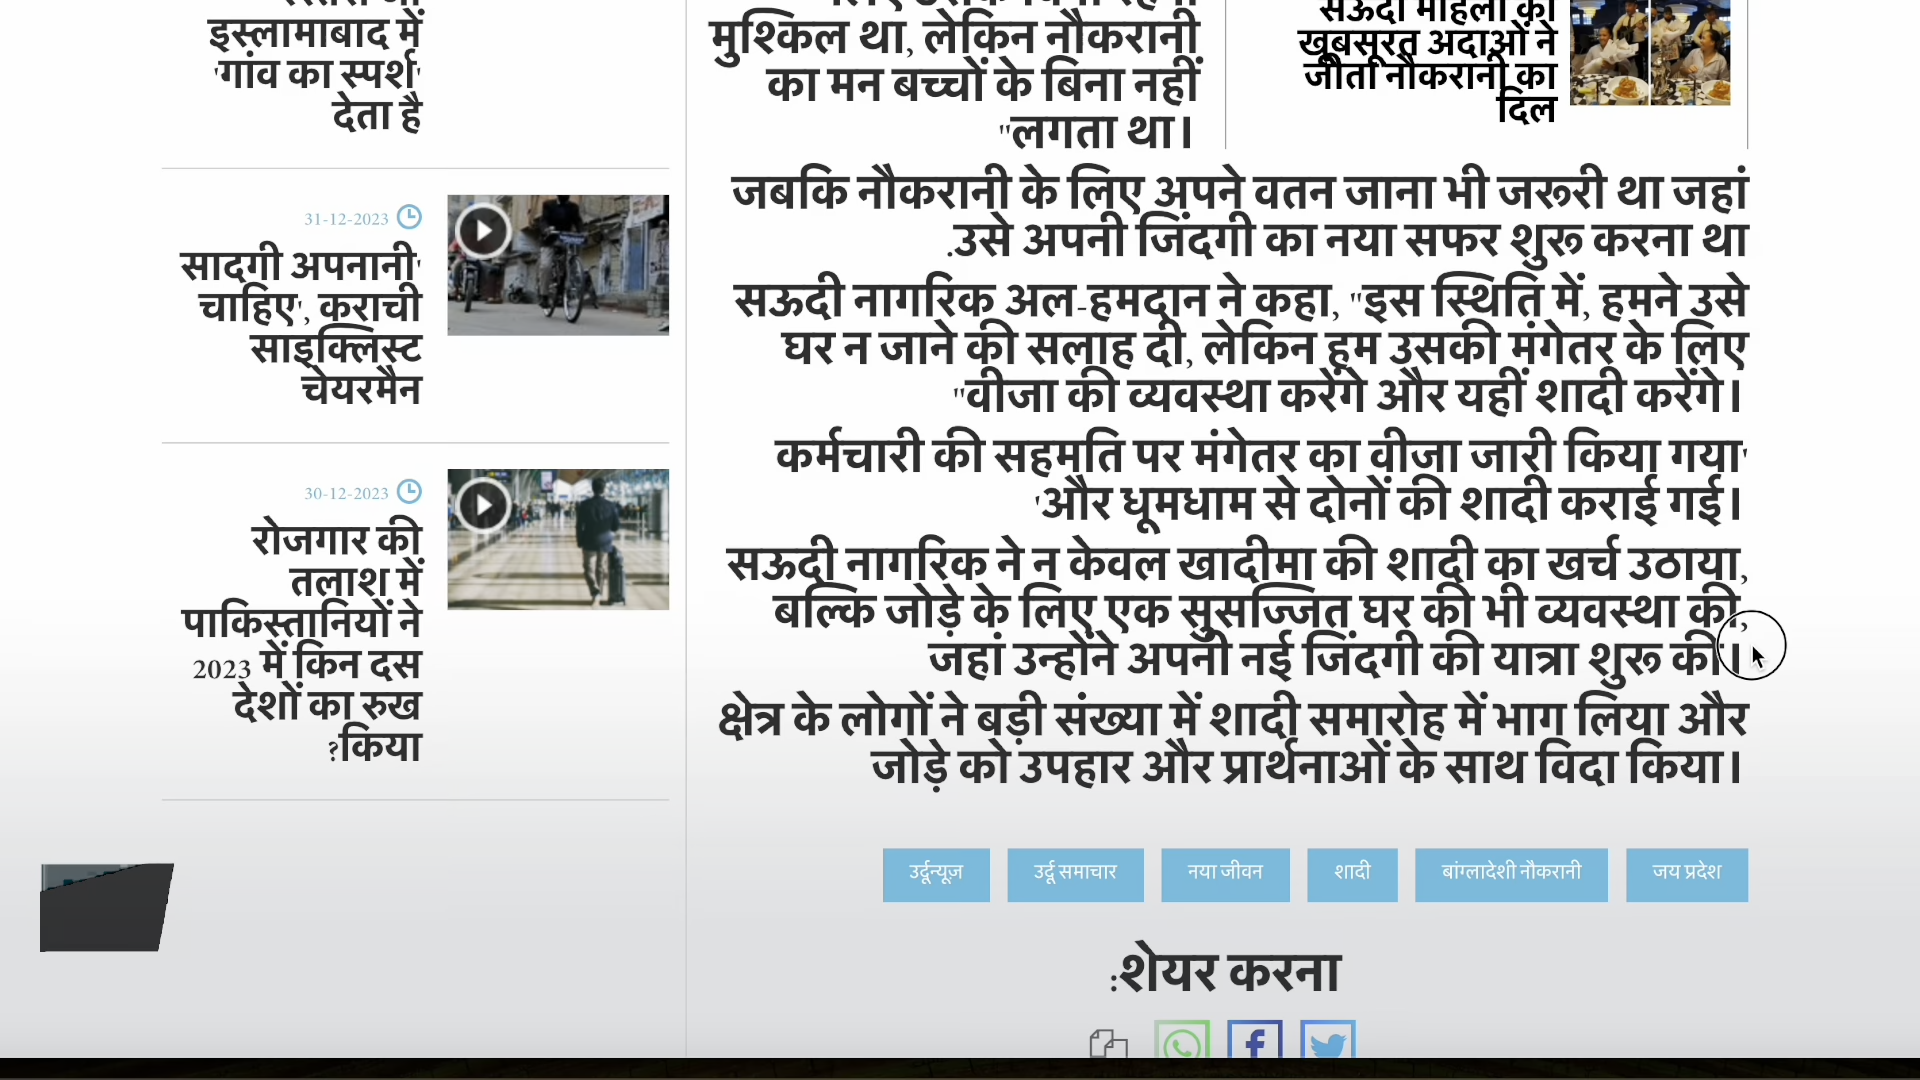 इस्लामाबाद में
'गांव का स्पर्श'
देता है
31-12-2023
सादगी अपनानी'
चाहिए', कराची
साइक्लिस्ट
चेयरमैन
30-12-2023
रोजगार की
तलाश में
पाकिस्तानियों ने
2023 में किन दस
देशों का रुख
?किया
मुश्किल था, लेकिन नौकरानी
का मन बच्चों के बिना नहीं
"लगता था।
सऊदी महिला की
खूबसूरत अदाओं ने
जीता नौकरानी का
दिल
जबकि नौकरानी के लिए अपने वतन जाना भी जरूरी था जहां
.उसे अपनी जिंदगी का नया सफर शुरू करना था
सऊदी नागरिक अल-हमदान ने कहा, "इस स्थिति में, हमने उसे
घर न जाने की सलाह दी, लेकिन हम उसकी मंगेतर के लिए
"वीजा की व्यवस्था करेंगे और यहीं शादी करेंगे।
कर्मचारी की सहमति पर मंगेतर का वीजा जारी किया गया'
'और धूमधाम से दोनों की शादी कराई गई।
सऊदी नागरिक ने न केवल खादीमा की शादी का खर्च उठाया,
बल्कि जोड़े के लिए एक सुसज्जित घर की भी व्यवस्था की,
जहां उन्होंने अपनी नई जिंदगी की यात्रा शुरू की।
क्षेत्र के लोगों ने बड़ी संख्या में शादी समारोह में भाग लिया और
जोड़े को उपहार और प्रार्थनाओं के साथ विदा किया।
उर्दून्यूज़ उर्दू समाचार नया जीवन शादी बांग्लादेशी नौकरानी जय प्रदेश
:शेयर करना